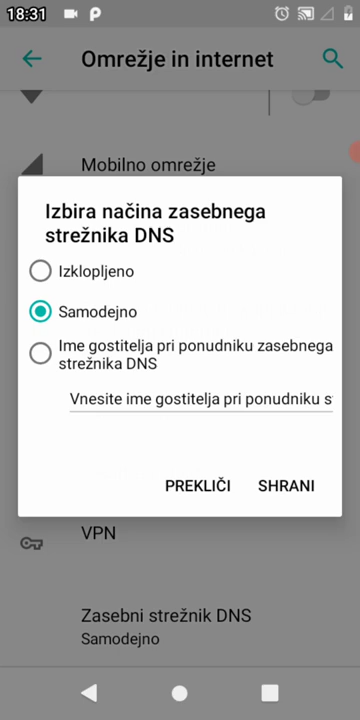 18:31
Omrežje in internet
Mobilno omrežje
Izbira načina zasebnega
strežnika DNS
Izklopljeno
Samodejno
Ime gostitelja pri ponudniku zasebnega
strežnika DNS
Vnesite ime gostitelja pri ponudniku s
PREKLIČI SHRANI
VPN
Zasebni strežnik DNS
Samodejno